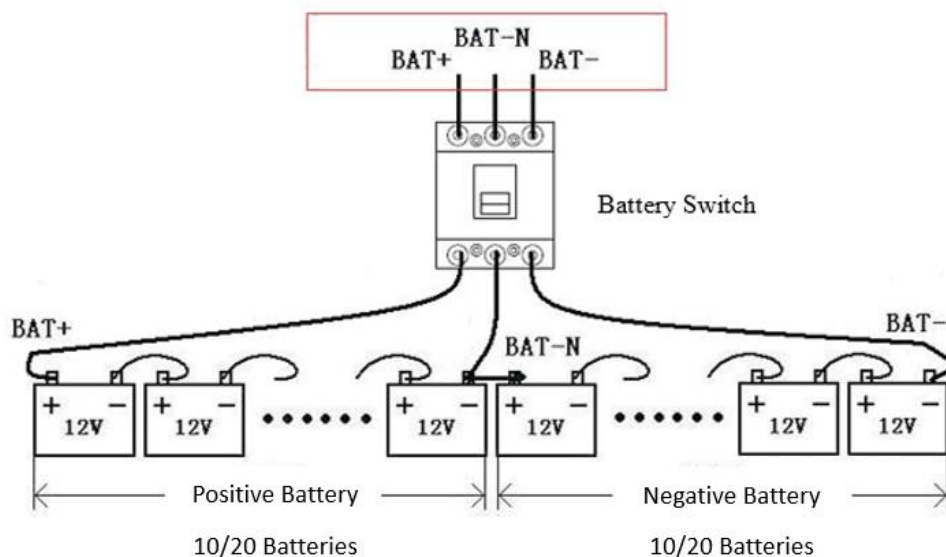 BAT-N
BAT+ BAT-
Battery Switch
BAT+ BAT-N BAT-
+ - + - + - + - + - + -
12V 12V 12V 12V 12V 12V
Positive Battery Negative Battery
10/20 Batteries 10/20 Batteries